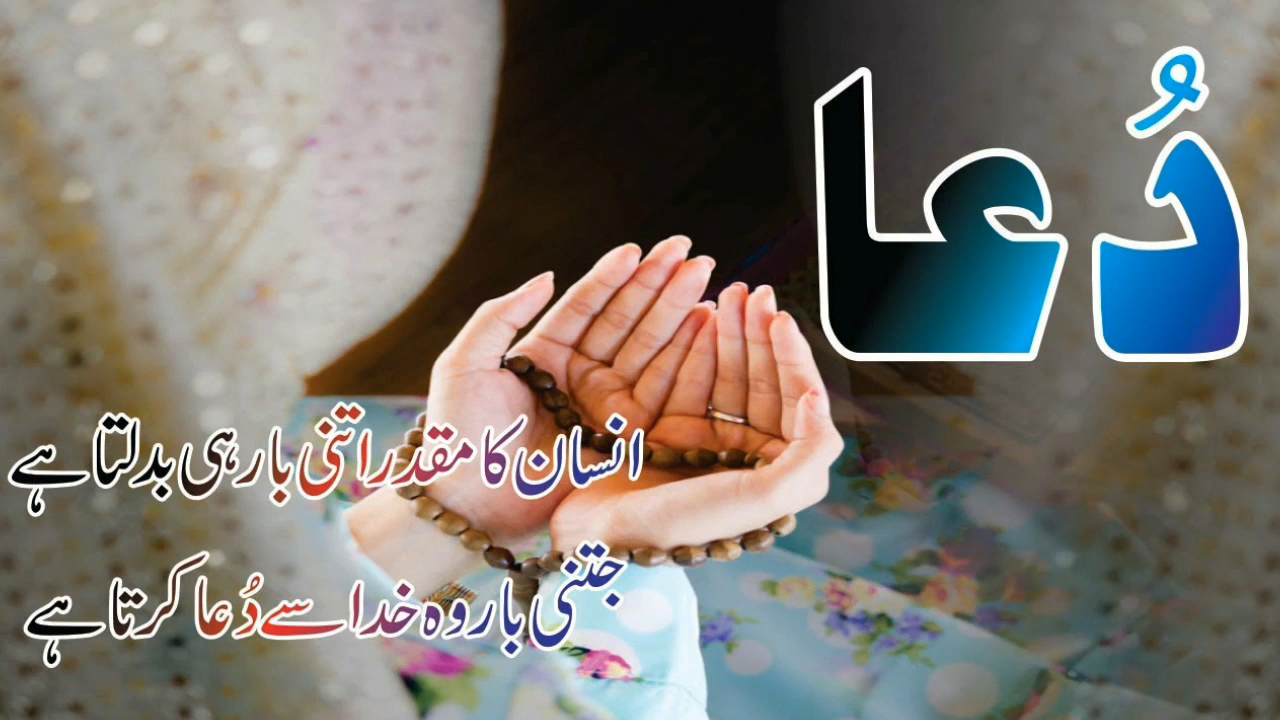 دُعا
انسان کا مقدر اتنی بار ہی بدلتا ہے
جتنی بار وہ خدا سے دُعا کرتا ہے